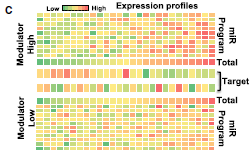 C
Expression profiles
Low High
Modulator High
miR Program
Total
Target
Total
Modulator Low
miR Program